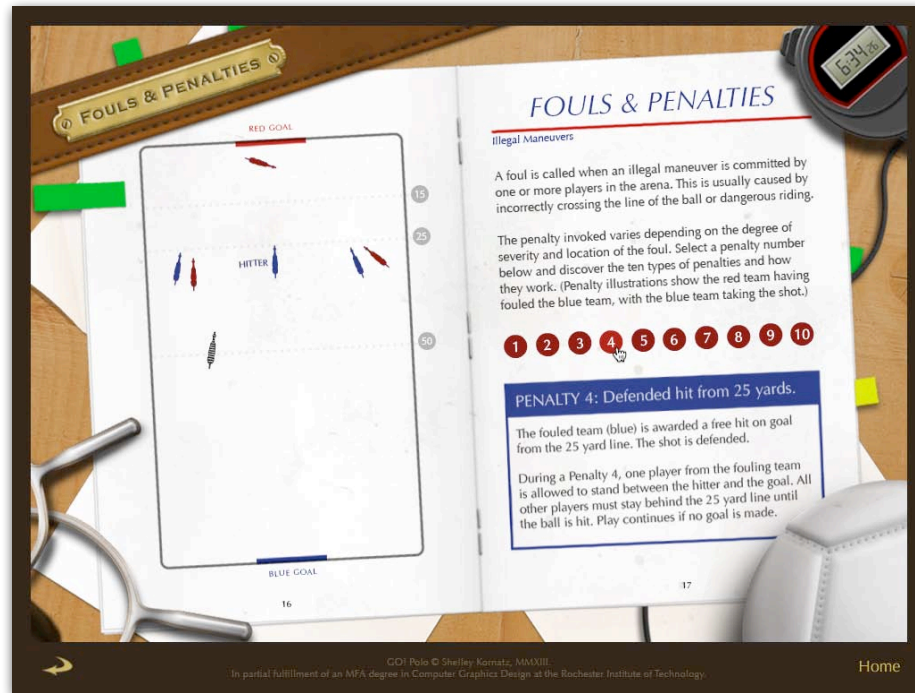 FOULS & PENALTIES
6:34 26
RED GOAL
15
25
HITTER
50
BLUE GOAL
16
FOULS & PENALTIES
Illegal Maneuvers
A foul is called when an illegal maneuver is committed by
one or more players in the arena. This is usually caused by
incorrectly crossing the line of the ball or dangerous riding.
The penalty invoked varies depending on the degree of
severity and location of the foul. Select a penalty number
below and discover the ten types of penalties and how
they work. (Penalty illustrations show the red team having
fouled the blue team, with the blue team taking the shot.)
1 2 3 4 5 6 7 8 9 10
PENALTY 4: Defended hit from 25 yards.
The fouled team (blue) is awarded a free hit on goal
from the 25 yard line. The shot is defended.
During a Penalty 4, one player from the fouling team
is allowed to stand between the hitter and the goal. All
other players must stay behind the 25 yard line until
the ball is hit. Play continues if no goal is made.
17
GO! Polo © Shelley Kornatz, MMXIII.
In partial fulfillment of an MFA degree in Computer Graphics Design at the Rochester Institute of Technology.
Home